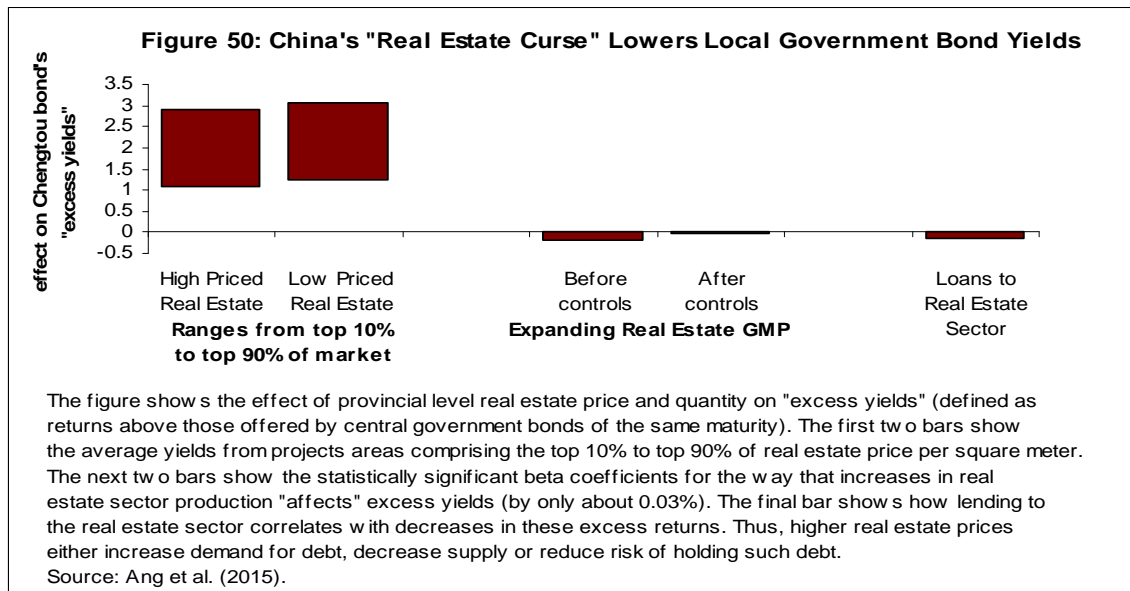 Figure 50: China's "Real Estate Curse" Lowers Local Government Bond Yields
effect on Chengtou bond's
"excess yields"
3.5
3
2.5
2
1.5
1
0.5
0
-0.5
High Priced
Real Estate
Low Priced
Real Estate
Before
controls
After
controls
Loans to
Real Estate
Sector
Ranges from top 10%
to top 90% of market
Expanding Real Estate GMP
The figure shows the effect of provincial level real estate price and quantity on "excess yields" (defined as
returns above those offered by central government bonds of the same maturity). The first two bars show
the average yields from projects areas comprising the top 10% to top 90% of real estate price per square meter.
The next two bars show the statistically significant beta coefficients for the way that increases in real
estate sector production "affects" excess yields (by only about 0.03%). The final bar shows how lending to
the real estate sector correlates with decreases in these excess returns. Thus, higher real estate prices
either increase demand for debt, decrease supply or reduce risk of holding such debt.
Source: Ang et al. (2015).